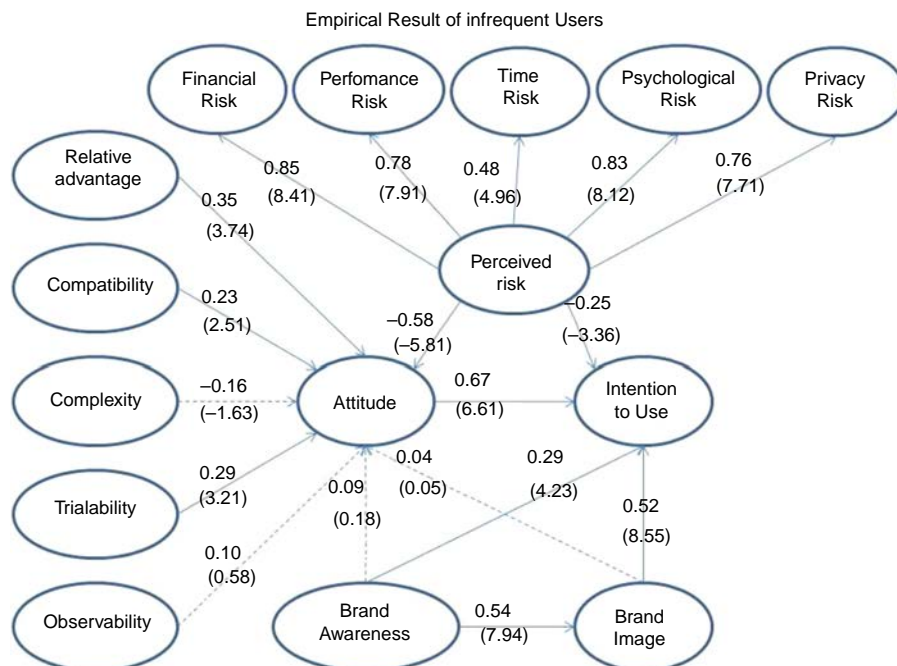 Empirical Result of infrequent Users
Financial
Risk
Perfomance
Risk
Time
Risk
Psychological
Risk
Privacy
Risk
Relative
advantage
0.85
(8.41)
0.78
(7.91)
0.48
(4.96)
0.83
(8.12)
0.76
(7.71)
0.35
(3.74)
Perceived
risk
Compatibility
0.23
(2.51)
–0.58
(–5.81)
–0.25
(–3.36)
Complexity
–0.16
(–1.63)
Attitude
0.67
(6.61)
Intention
to Use
Trialability
0.29
(3.21)
0.09
(0.18)
0.04
(0.05)
0.29
(4.23)
0.52
(8.55)
0.10
(0.58)
Observability
Brand
Awareness
0.54
(7.94)
Brand
Image